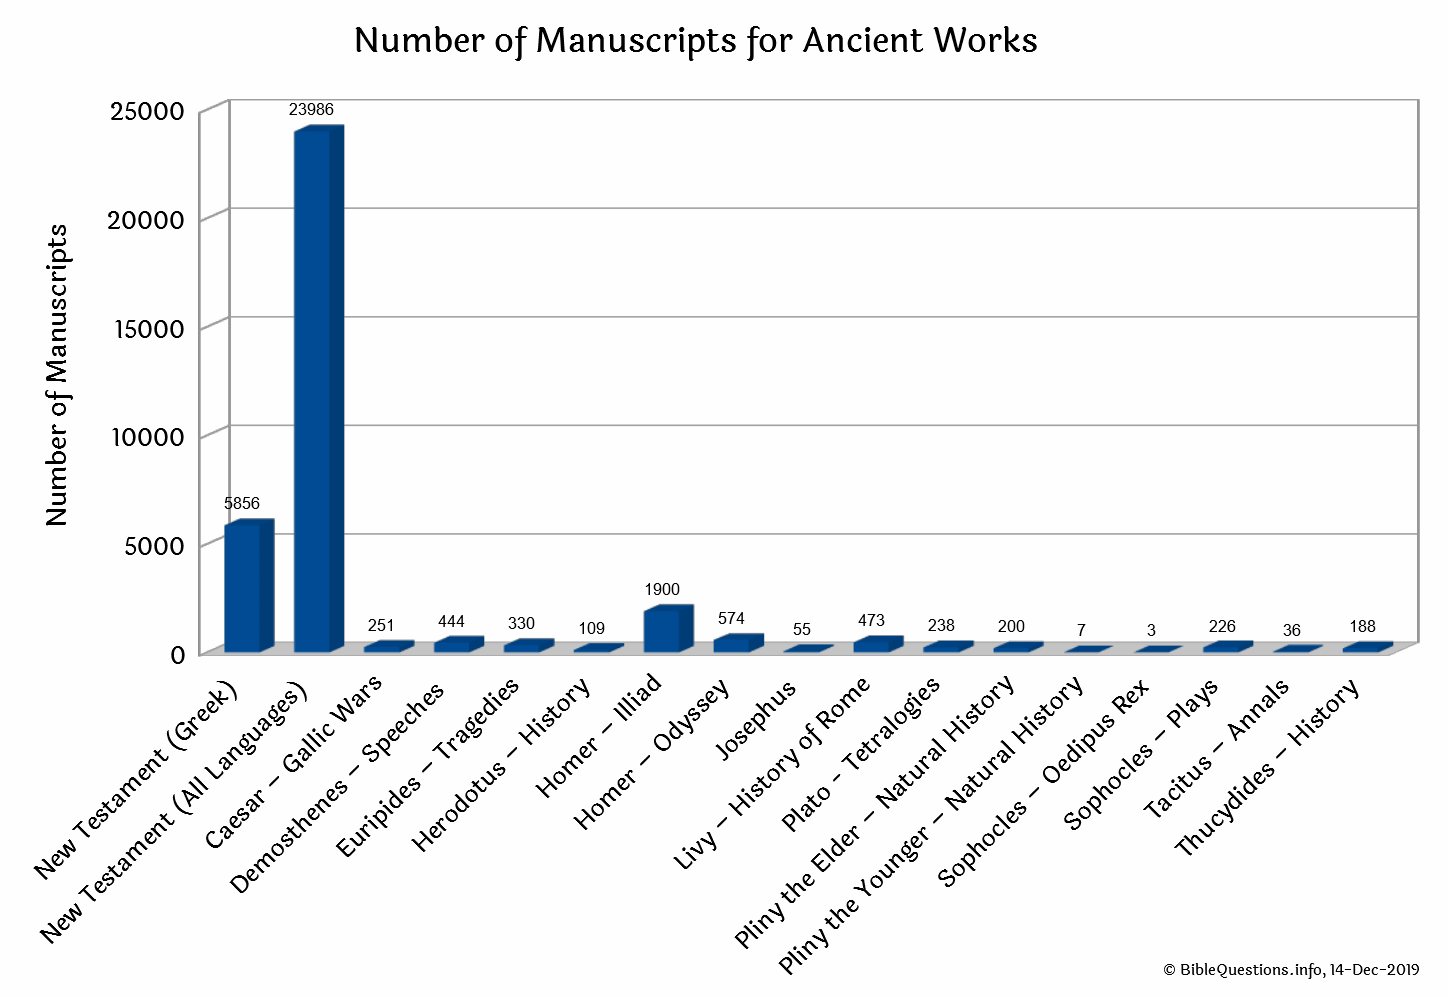 Number of Manuscripts for Ancient Works
Number of Manuscripts
25000
20000
15000
10000
5000
0
5856
23986
251
444
330
109
1900
574
55
473
238
200
7
3
226
36
188
New Testament (Greek)
New Testament (All Languages)
Caesar – Gallic Wars
Demosthenes – Speeches
Euripides – Tragedies
Herodotus – History
Homer – Illiad
Homer – Odyssey
Josephus
Livy – History of Rome
Plato - Tetralogies
Pliny the Elder – Natural History
Pliny the Younger – Natural History
Sophocles – Oedipus Rex
Sophocles – Plays
Tacitus – Annals
Thucydides – History
© BibleQuestions.info, 14-Dec-2019